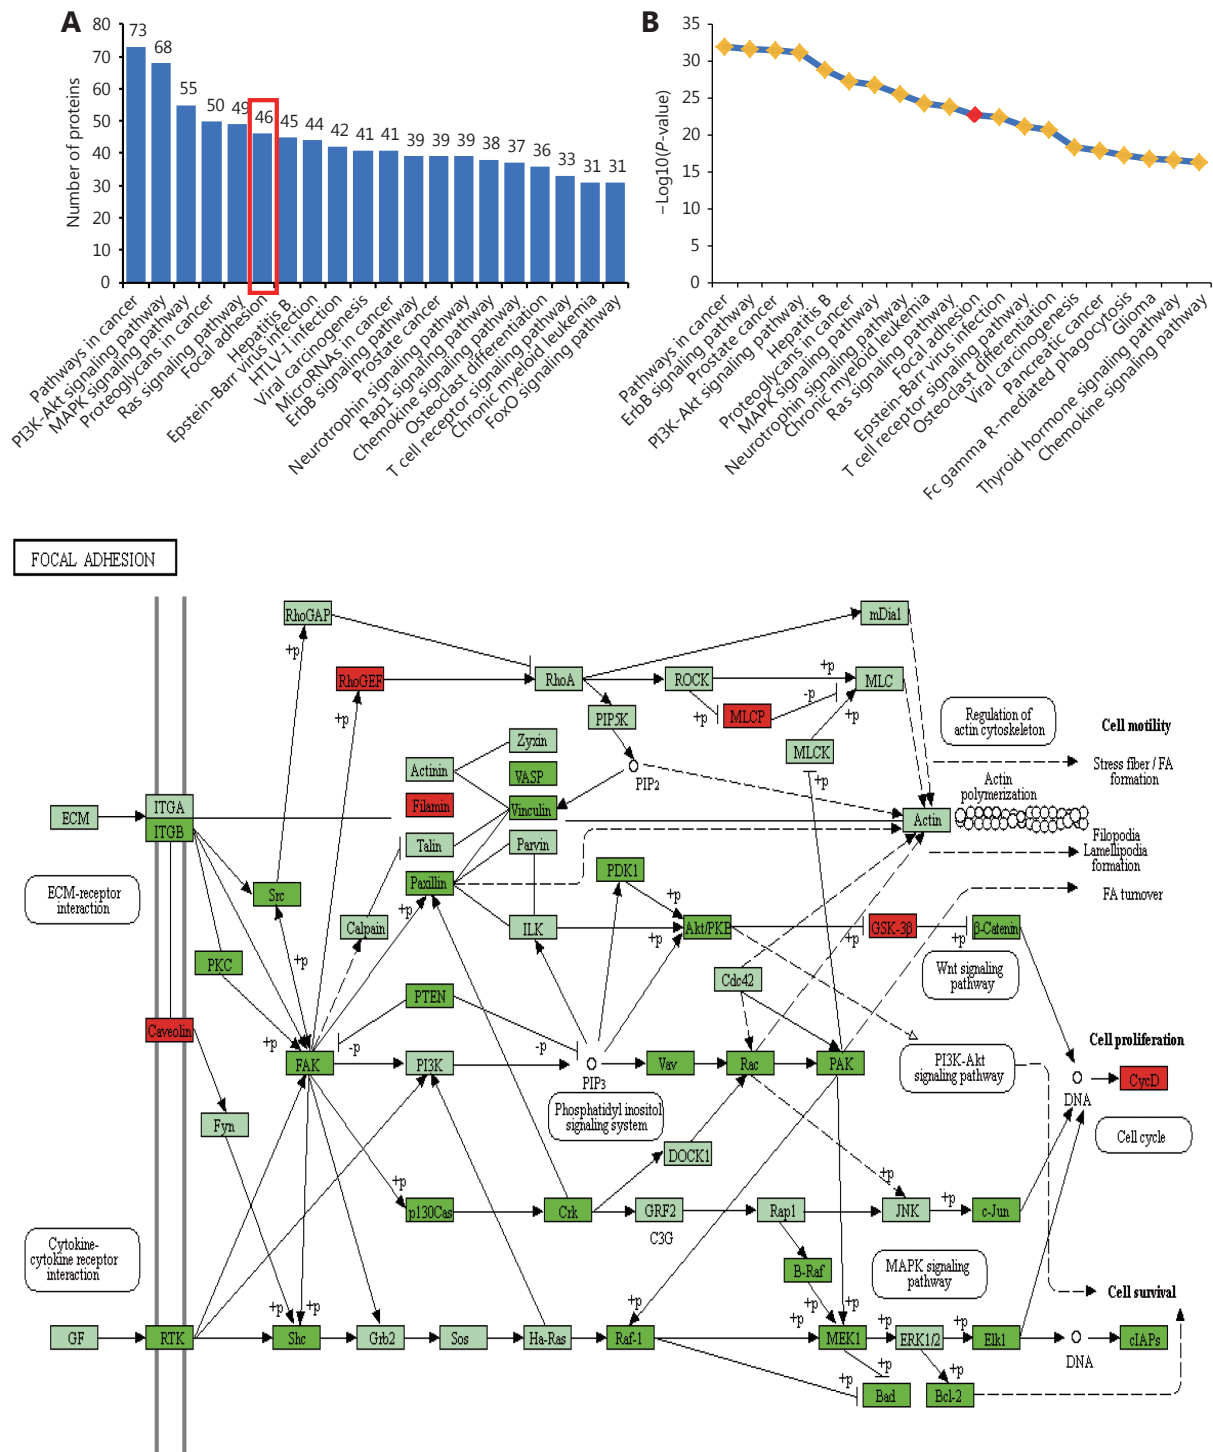 A
Number of proteins
80
70
60
50
40
30
20
10
0
73
68
55
50
49
46
45
44
42
41
41
39
39
39
38
37
36
33
31
31
Pathways in cancer
PI3K-Akt signaling pathway
MAPK signaling pathway
Proteoglycans in cancer
Ras signaling pathway
Focal adhesion
Hepatitis B
Epstein–Barr virus infection
HTLV-I infection
Viral carcinogenesis
MicroRNAs in cancer
ErbB signaling pathway
Prostate cancer
Neurotrophin signaling pathway
Rap1 signaling pathway
Chemokine signaling pathway
Osteoclast differentiation
T cell receptor signaling pathway
Chronic myeloid leukemia
FoxO signaling pathway
B
–Log10(P-value)
35
30
25
20
15
10
5
0
Pathways in cancer
ErbB signaling pathway
Prostate cancer
PI3K-Akt signaling pathway
Hepatitis B
Proteoglycans in cancer
MAPK signaling pathway
Neurotrophin signaling pathway
Chronic myeloid leukemia
Ras signaling pathway
Focal adhesion
Epstein–Barr virus infection
T cell receptor signaling pathway
Osteoclast differentiation
Viral carcinogenesis
Pancreatic cancer
Fc gamma R-mediated phagocytosis
Glioma
Thyroid hormone signaling pathway
Chemokine signaling pathway
FOCAL ADHESION
RhoGAP
mDia1
+p
RhoGEF
RhoA
ROCK
+p
MLC
-p
+p
MLCP
+p
+p
PIP5K
MLCK
+p
Regulation of
actin cytoskeleton
Cell motility
Zyxin
Actinin
VASP
PIP2
Stress fiber / FA
formation
Actin
polymerization
Filamin
Vinculin
ECM
ITGA
ITGB
Actin
Talin
Parvin
Filopodia
Lamellipodia
formation
ECM-receptor
interaction
Src
Paxillin
PDK1
+p
FA turnover
+p
Calpain
ILK
+p
Akt/PKB
+p
GSK-3β
+p
β-Catenin
+p
PKC
Cdc42
Wnt signaling
pathway
PTEN
Caveolin
+p
-p
-p
FAK
PI3K
PIP3
Vav
Rac
PAK
PI3K-Akt
signaling pathway
Cell proliferation
DNA
CycD
Phosphatidyl inositol
signaling system
Fyn
Cell cycle
DOCK1
+p
p130Cas
Crk
GRF2
C3G
Rap1
+p
JNK
+p
c-Jun
Cytokine-
cytokine receptor
interaction
B-Raf
MAPK signaling
pathway
Cell survival
+p
+p
+p
+p
+p
+p
+p
+p
GF
RTK
Shc
Grb2
Sos
Ha-Ras
Raf-1
MEK1
ERK1/2
Elk1
DNA
cIAPs
+p
+p
+p
Bad
Bcl-2